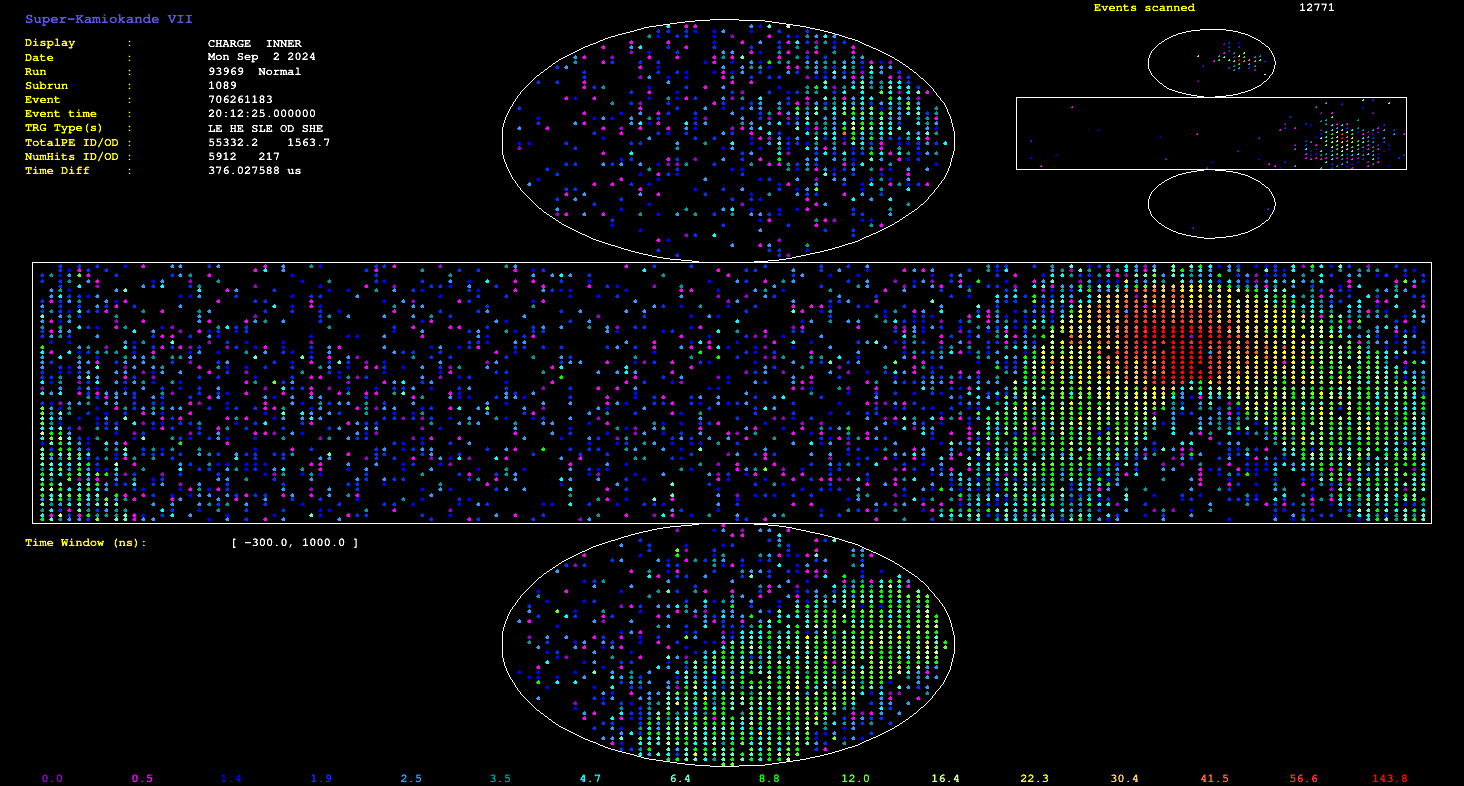 Super-Kamiokande VII
Events scanned 12771
Display : CHARGE INNER
Date : Mon Sep 2 2024
Run : 93969 Normal
Subrun : 1089
Event : 706261183
Event time : 20:12:25.000000
TRG Type(s) : LE HE SLE OD SHE
TotalPE ID/OD : 55332.2 1563.7
NumHits ID/OD : 5912 217
Time Diff : 376.027588 us
Time Window (ns): [ -300.0, 1000.0 ]
0.0 0.5 1.4 1.9 2.5 3.5 4.7 6.4 8.8 12.0 16.4 22.3 30.4 41.5 56.6 143.8